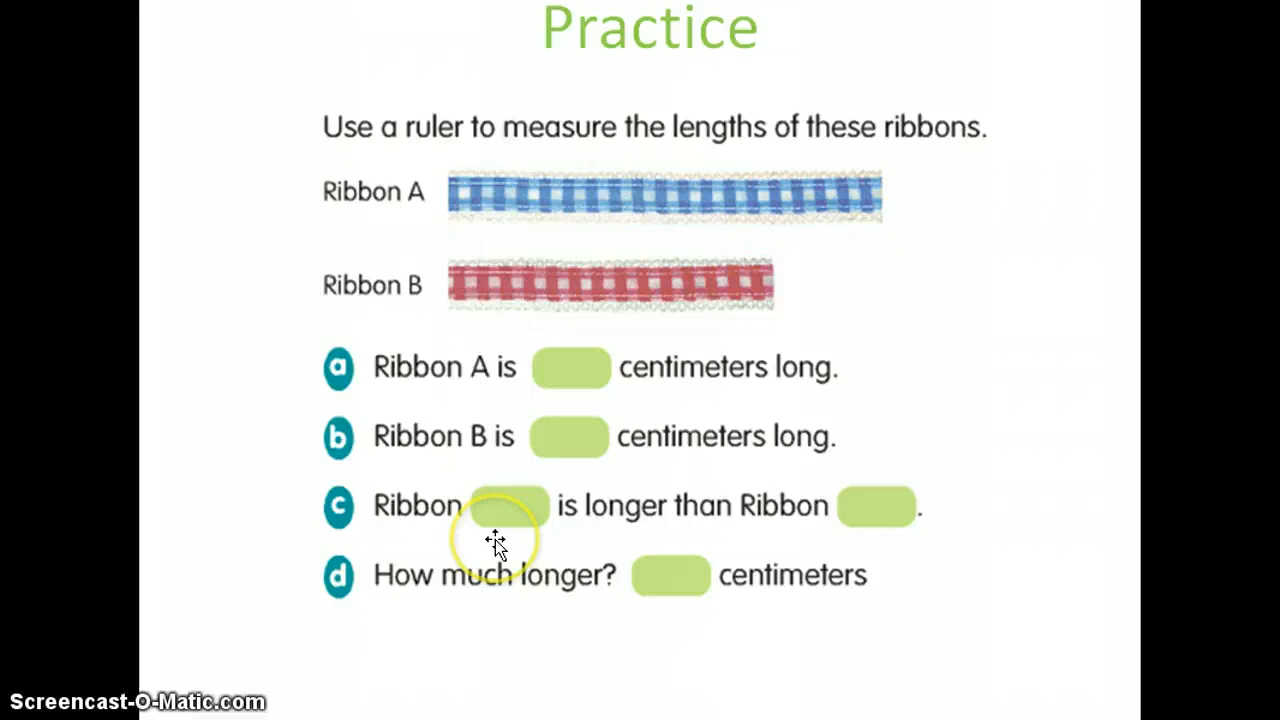 Practice
Use a ruler to measure the lengths of these ribbons.
Ribbon A
Ribbon B
a Ribbon A is centimeters long.
b Ribbon B is centimeters long.
c Ribbon is longer than Ribbon .
d How much longer? centimeters
Screencast-O-Matic.com